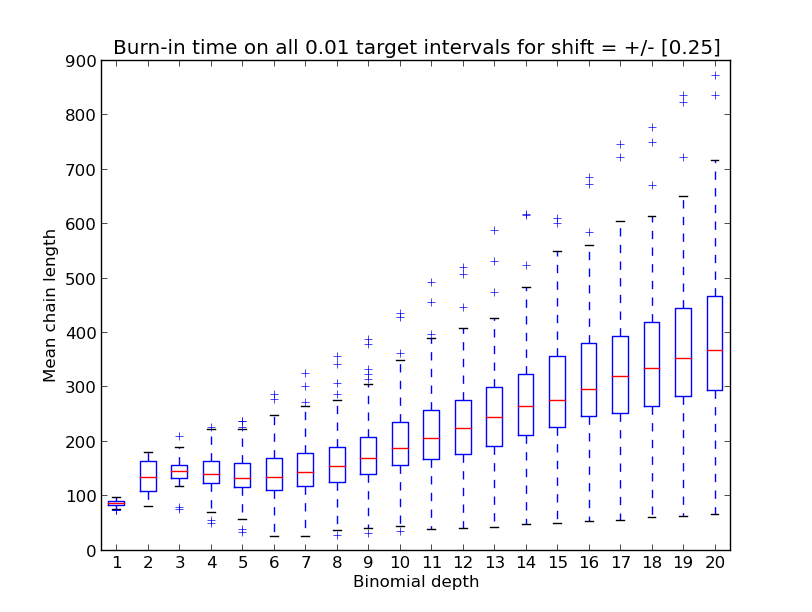 Burn-in time on all 0.01 target intervals for shift = +/- [0.25]
900
800
700
600
500
400
300
200
100
0
Mean chain length
1 2 3 4 5 6 7 8 9 10 11 12 13 14 15 16 17 18 19 20
Binomial depth